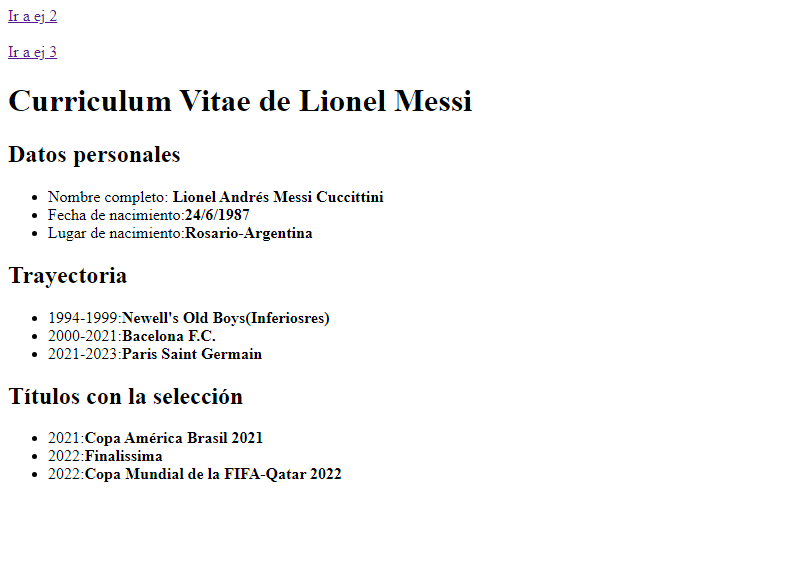 Ir a ej 2
Ir a ej 3
Curriculum Vitae de Lionel Messi
Datos personales
Nombre completo: Lionel Andrés Messi Cuccittini
Fecha de nacimiento:24/6/1987
Lugar de nacimiento:Rosario-Argentina
Trayectoria
1994-1999:Newell's Old Boys(Inferiosres)
2000-2021:Bacelona F.C.
2021-2023:Paris Saint Germain
Títulos con la selección
2021:Copa América Brasil 2021
2022:Finalissima
2022:Copa Mundial de la FIFA-Qatar 2022